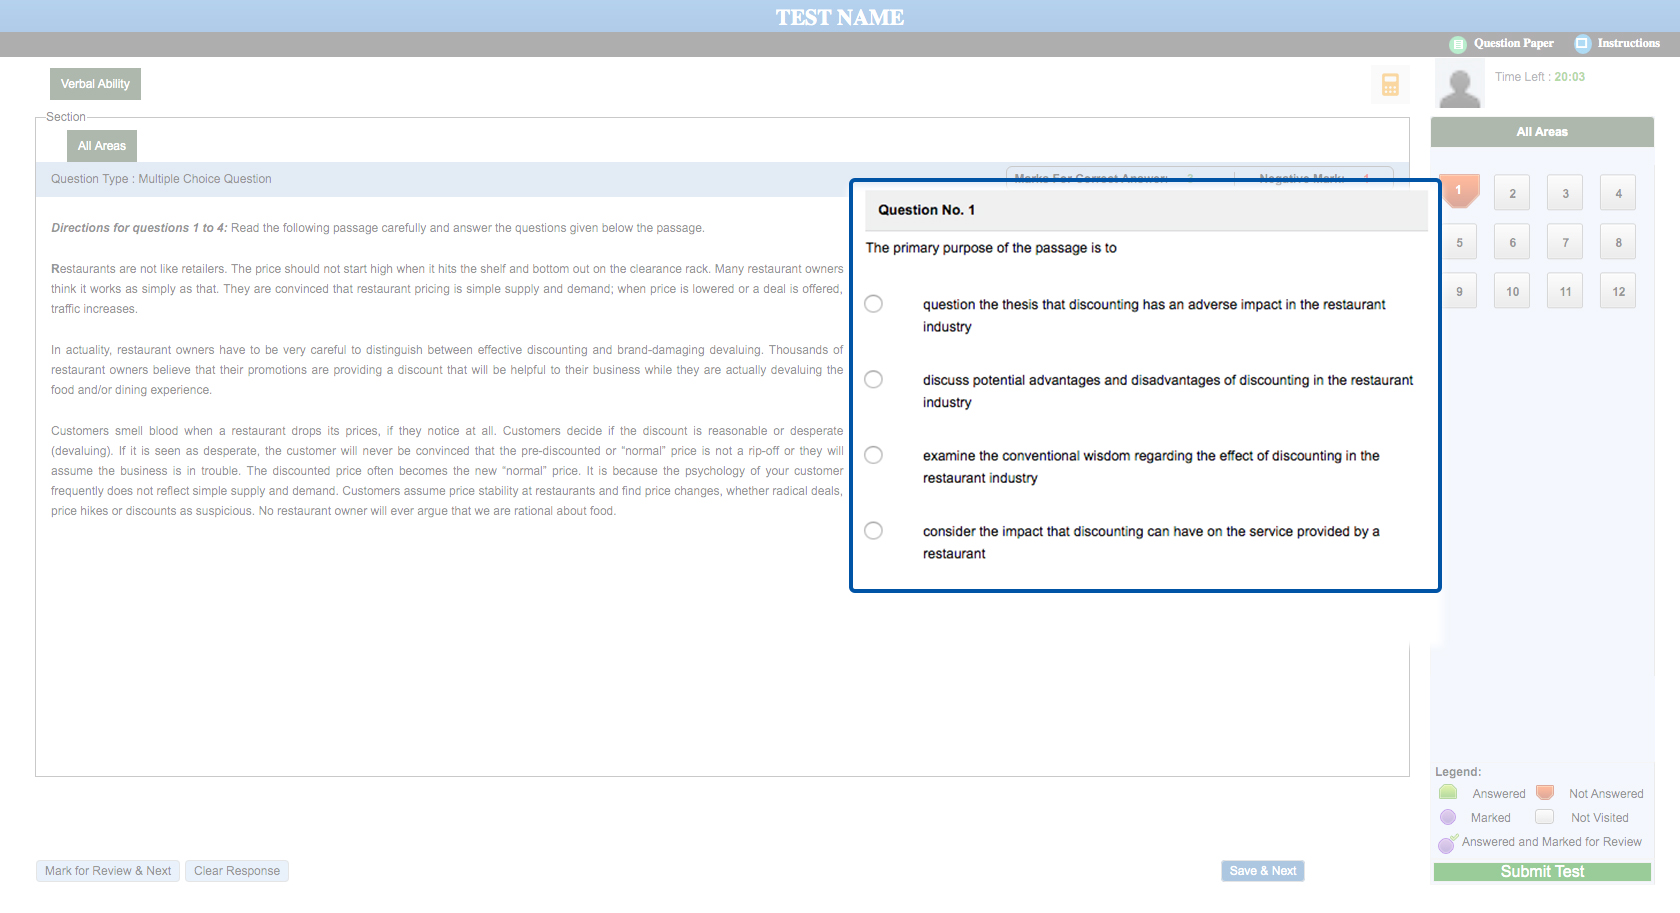 TEST NAME
Question Paper
Instructions
Verbal Ability
Time Left : 20:03
Section
All Areas
All Areas
Question Type : Multiple Choice Question
Marks For Correct Answer: 3
Negative Mark: 1
Question No. 1
The primary purpose of the passage is to
question the thesis that discounting has an adverse impact in the restaurant
industry
discuss potential advantages and disadvantages of discounting in the restaurant
industry
examine the conventional wisdom regarding the effect of discounting in the
restaurant industry
consider the impact that discounting can have on the service provided by a
restaurant
Directions for questions 1 to 4: Read the following passage carefully and answer the questions given below the passage.
Restaurants are not like retailers. The price should not start high when it hits the shelf and bottom out on the clearance rack. Many restaurant owners
think it works as simply as that. They are convinced that restaurant pricing is simple supply and demand; when price is lowered or a deal is offered,
traffic increases.
In actuality, restaurant owners have to be very careful to distinguish between effective discounting and brand-damaging devaluing. Thousands of
restaurant owners believe that their promotions are providing a discount that will be helpful to their business while they are actually devaluing the
food and/or dining experience.
Customers smell blood when a restaurant drops its prices, if they notice at all. Customers decide if the discount is reasonable or desperate
(devaluing). If it is seen as desperate, the customer will never be convinced that the pre-discounted or “normal” price is not a rip-off or they will
assume the business is in trouble. The discounted price often becomes the new “normal” price. It is because the psychology of your customer
frequently does not reflect simple supply and demand. Customers assume price stability at restaurants and find price changes, whether radical deals,
price hikes or discounts as suspicious. No restaurant owner will ever argue that we are rational about food.
1 2 3 4
5 6 7 8
9 10 11 12
Legend:
Answered Not Answered
Marked Not Visited
Answered and Marked for Review
Mark for Review & Next
Clear Response
Save & Next
Submit Test